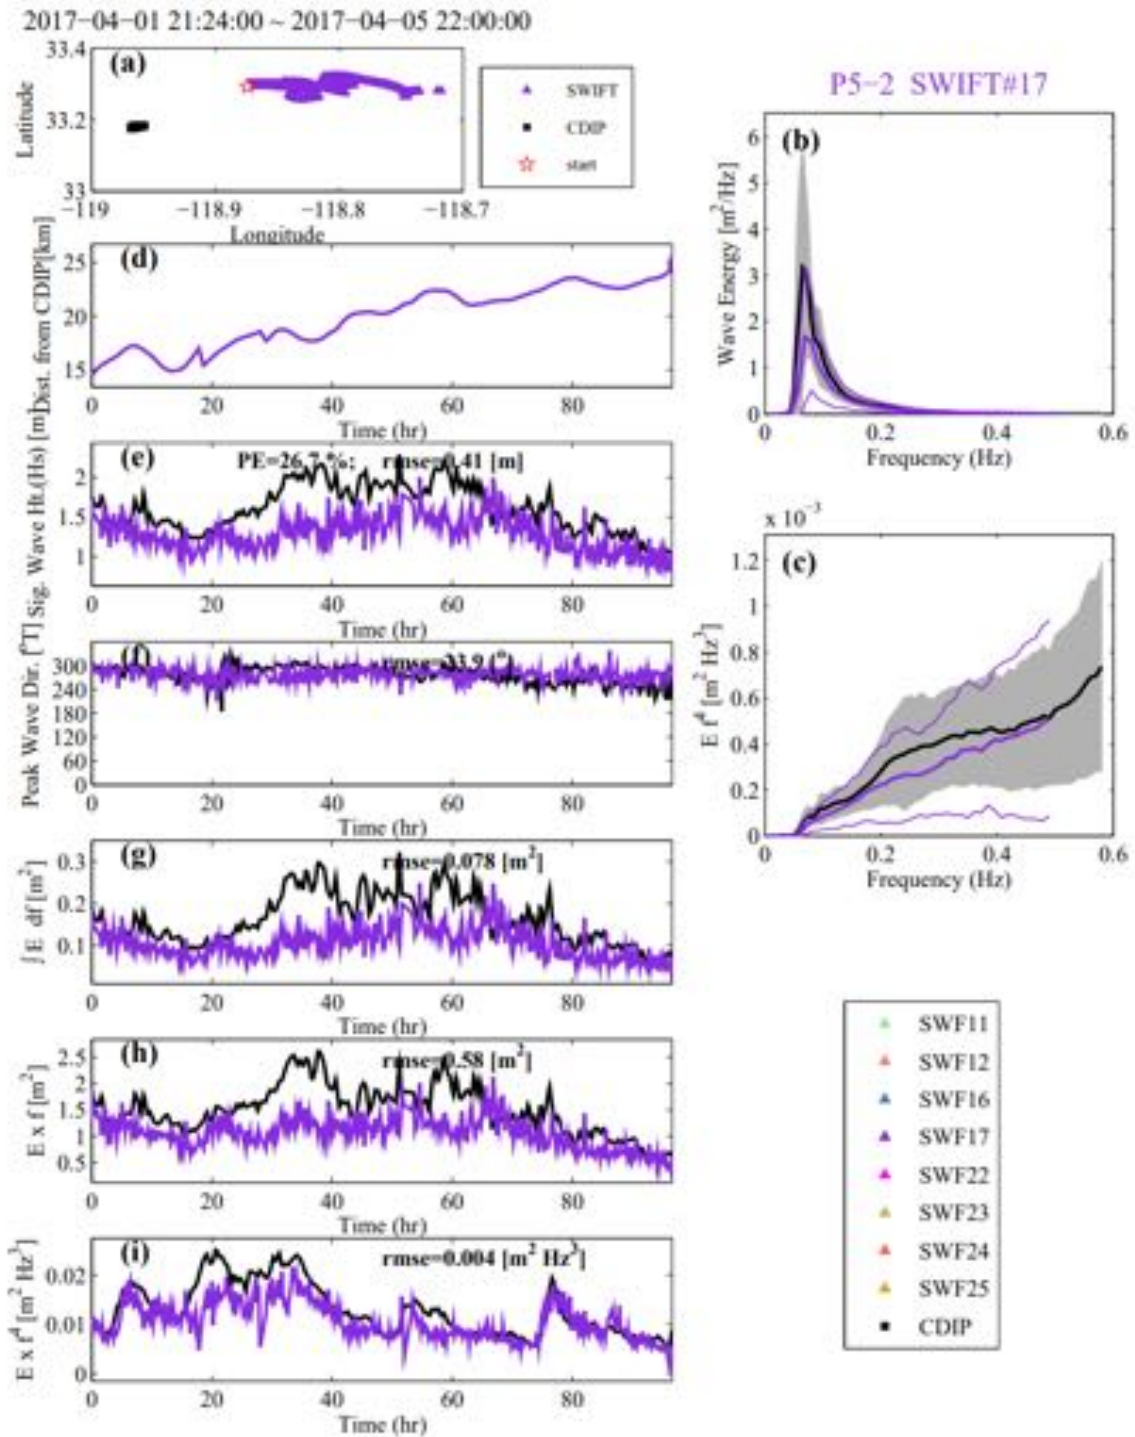 2017−04−01 21:24:00 ~ 2017−04−05 22:00:00
(a)
Latitude
33.4
33.2
33
−119
−118.9
−118.8
−118.7
Longitude
SWIFT
CDIP
start
P5−2 SWIFT#17
(b)
Wave Energy [m²/Hz]
6
5
4
3
2
1
0
0
0.2
0.4
0.6
Frequency (Hz)
(d)
Dist. from CDIP[km]
25
20
15
0
20
40
60
80
Time (hr)
(e)
PE=26.7 %; rmse=0.41 [m]
Sig. Wave Ht.(Hs) [m]
2
1.5
1
0
20
40
60
80
Time (hr)
(c)
x 10⁻³
E f⁴ [m² Hz³]
1.2
1
0.8
0.6
0.4
0.2
0
0
0.2
0.4
0.6
Frequency (Hz)
(f)
Peak Wave Dir. [°T]
300
240
180
120
60
0
0
20
40
60
80
Time (hr)
(g)
rmse=0.078 [m²]
∫ E df [m²]
0.3
0.2
0.1
0
20
40
60
80
Time (hr)
(h)
rmse=0.58 [m²]
E x f [m²]
2.5
2
1.5
1
0.5
0
20
40
60
80
Time (hr)
(i)
rmse=0.004 [m² Hz³]
E x f⁴ [m² Hz³]
0.02
0.01
0
0
20
40
60
80
Time (hr)
SWF11
SWF12
SWF16
SWF17
SWF22
SWF23
SWF24
SWF25
CDIP